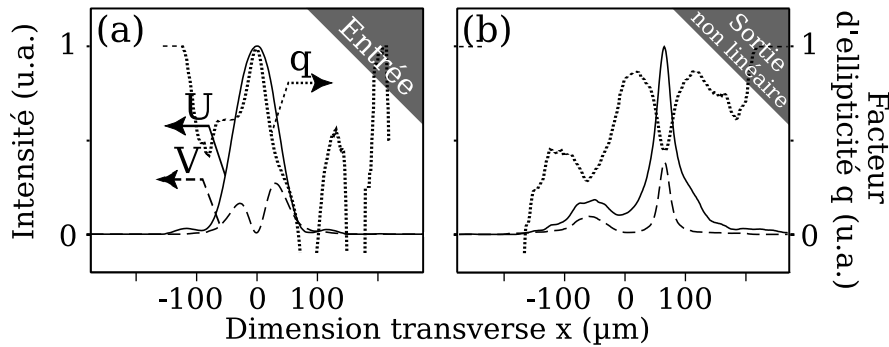 (a)
Entrée
q
U
V
(b)
Sortie
non linéaire
Intensité (u.a.)
1
0
1
0
Facteur
d'ellipticité q (u.a.)
-100 0 100
-100 0 100
Dimension transverse x (µm)